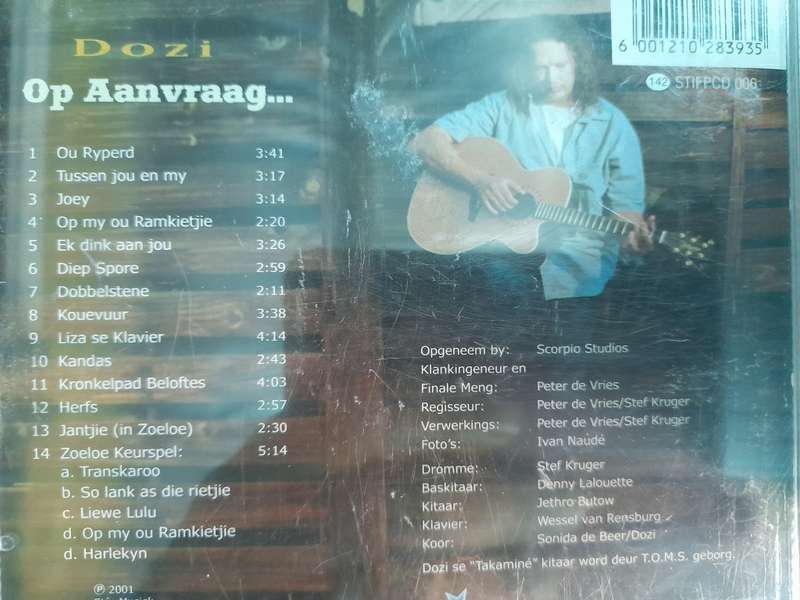 Dozi
Op Aanvraag...
1 Ou Ryperd 3:41
2 Tussen jou en my 3:17
3 Joey 3:14
4 Op my ou Ramkietjie 2:20
5 Ek dink aan jou 3:26
6 Diep Spore 2:59
7 Dobbelstene 2:11
8 Kouevuur 3:38
9 Liza se Klavier 4:14
10 Kandas 2:43
11 Kronkelpad Beloftes 4:03
12 Herfs 2:57
13 Jantjie (in Zoeloe) 2:30
14 Zoeloe Keurspel: 5:14
a. Transkaroo
b. So lank as die rietjie
c. Liewe Lulu
d. Op my ou Ramkietjie
d. Harlekyn
℗ 2001
6 001210 283935
142 STIFPCD 006
Opgeneem by: Scorpio Studios
Klankingeneur en
Finale Meng: Peter de Vries
Regisseur: Peter de Vries/Stef Kruger
Verwerkings: Peter de Vries/Stef Kruger
Foto's: Ivan Naudé
Dromme: Stef Kruger
Baskitaar: Denny Lalouette
Kitaar: Jethro Butow
Klavier: Wessel van Rensburg
Koor: Sonida de Beer/Dozi
Dozi se "Takaminé" kitaar word deur T.O.M.S. geborg.